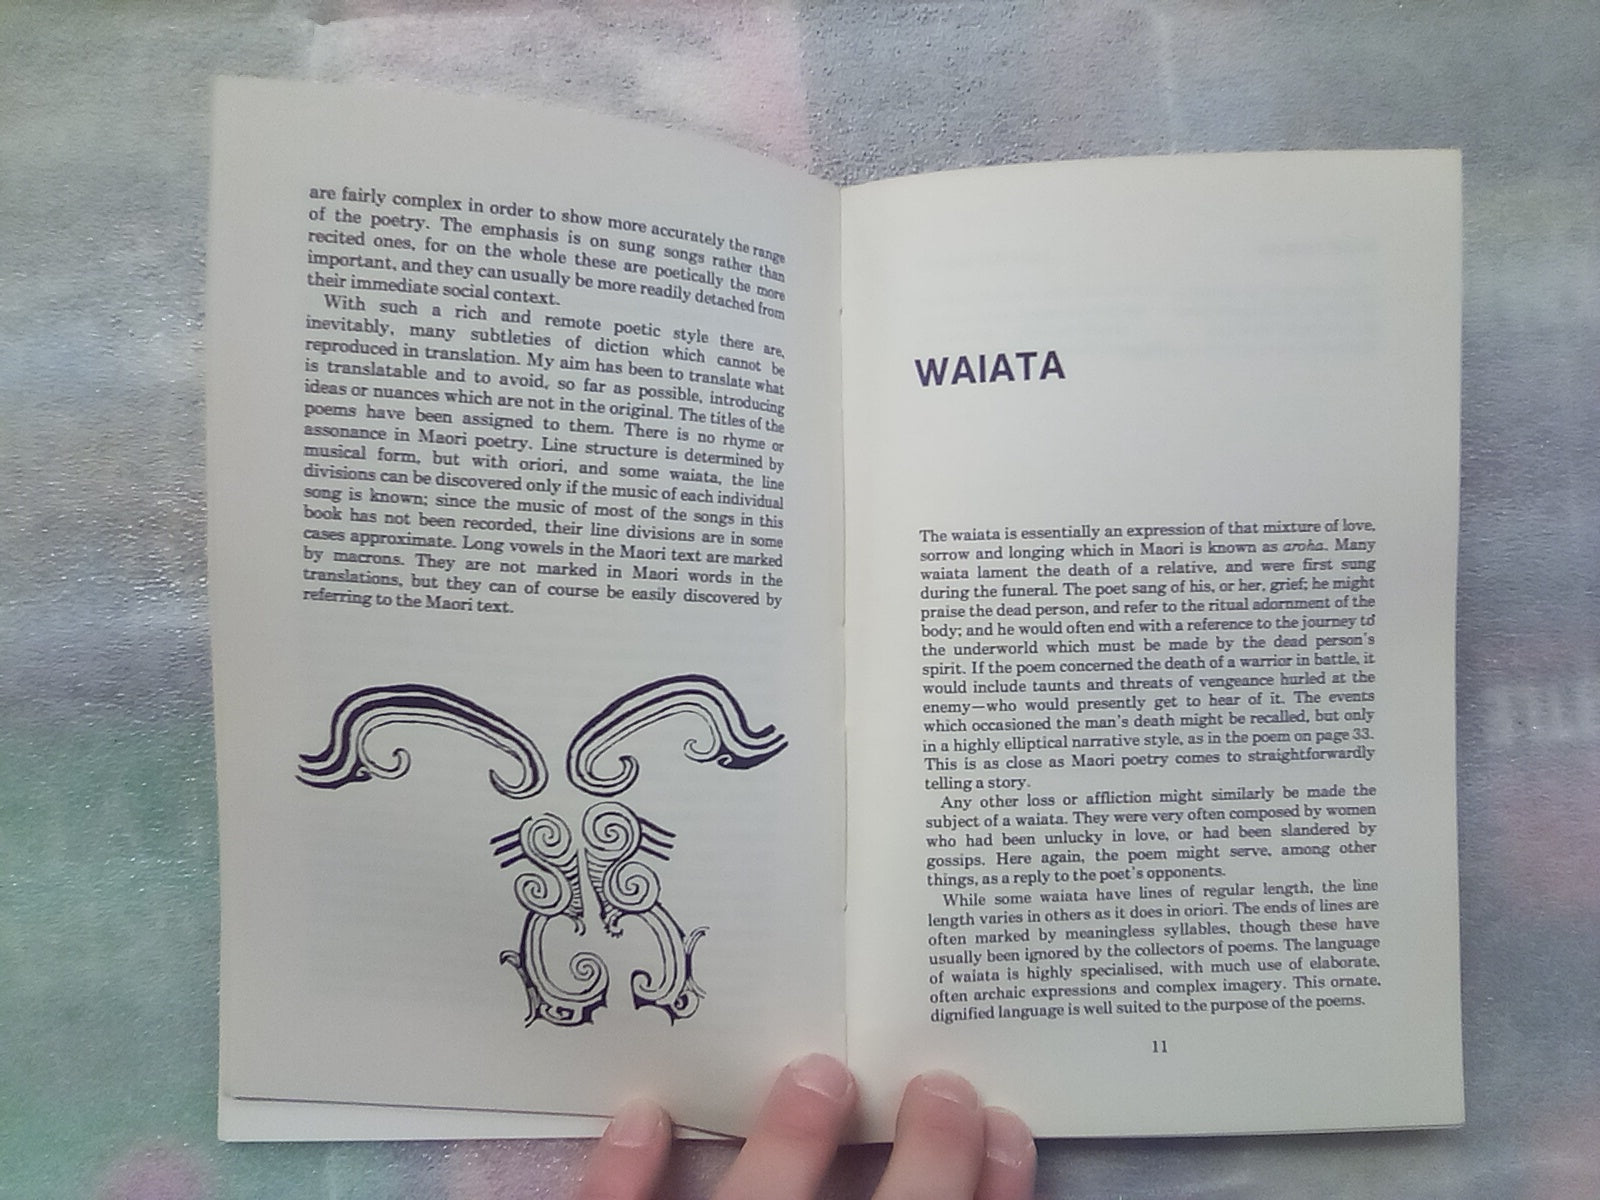 are fairly complex in order to show more accurately the range
of the poetry. The emphasis is on sung songs rather than
recited ones, for on the whole these are poetically the more
important, and they can usually be more readily detached from
their immediate social context.
With such a rich and remote poetic style there are,
inevitably, many subtleties of diction which cannot be
reproduced in translation. My aim has been to translate what
is translatable and to avoid, so far as possible, introducing
ideas or nuances which are not in the original. The titles of the
poems have been assigned to them. There is no rhyme or
assonance in Maori poetry. Line structure is determined by
musical form, but with oriori, and some waiata, the line
divisions can be discovered only if the music of each individual
song is known; since the music of most of the songs in this
book has not been recorded, their line divisions are in some
cases approximate. Long vowels in the Maori text are marked
by macrons. They are not marked in Maori words in the
translations, but they can of course be easily discovered by
referring to the Maori text.
WAIATA
The waiata is essentially an expression of that mixture of love,
sorrow and longing which in Maori is known as aroha. Many
waiata lament the death of a relative, and were first sung
during the funeral. The poet sang of his, or her, grief; he might
praise the dead person, and refer to the ritual adornment of the
body; and he would often end with a reference to the journey to
the underworld which must be made by the dead person's
spirit. If the poem concerned the death of a warrior in battle, it
would include taunts and threats of vengeance hurled at the
enemy—who would presently get to hear of it. The events
which occasioned the man's death might be recalled, but only
in a highly elliptical narrative style, as in the poem on page 33.
This is as close as Maori poetry comes to straightforwardly
telling a story.
Any other loss or affliction might similarly be made the
subject of a waiata. They were very often composed by women
who had been unlucky in love, or had been slandered by
gossips. Here again, the poem might serve, among other
things, as a reply to the poet's opponents.
While some waiata have lines of regular length, the line
length varies in others as it does in oriori. The ends of lines are
often marked by meaningless syllables, though these have
usually been ignored by the collectors of poems. The language
of waiata is highly specialised, with much use of elaborate,
often archaic expressions and complex imagery. This ornate,
dignified language is well suited to the purpose of the poems.
11